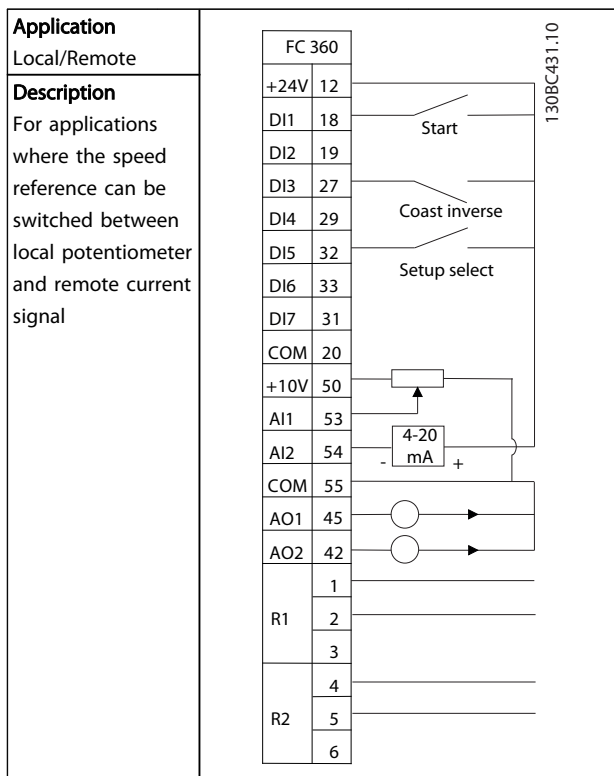 Application
Local/Remote
Description
For applications
where the speed
reference can be
switched between
local potentiometer
and remote current
signal
130BC431.10
FC 360
+24V 12
DI1 18
Start
DI2 19
DI3 27
Coast inverse
DI4 29
DI5 32
Setup select
DI6 33
DI7 31
COM 20
+10V 50
AI1 53
4-20
mA
- +
AI2 54
COM 55
AO1 45
AO2 42
R1
1
2
3
R2
4
5
6